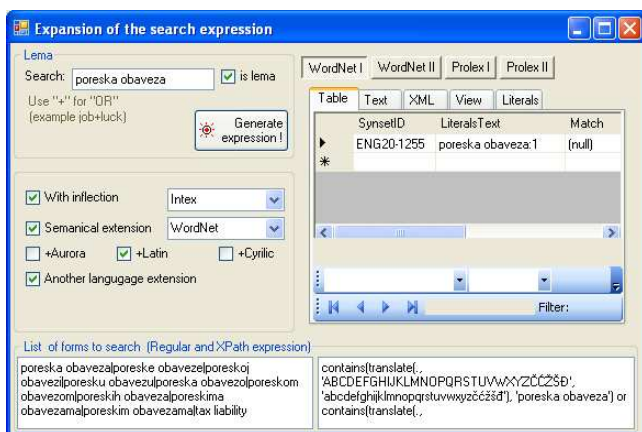 Expansion of the search expression
Lema
Search: poreska obaveza is lema
Use "+" for "OR"
(example job+luck)
Generate
expression !
With inflection Intex
Semanical extension WordNet
+Aurora +Latin +Cyrilic
Another langugage extension
WordNet I WordNet II Prolex I Prolex II
Table Text XML View Literals
SynsetID LiteralsText Match
ENG20-1255 poreska obaveza:1 (null)
Filter:
List of forms to search (Regular and XPath expression)
poreska obaveza|poreske obaveze|poreskoj
obavezi|poresku obavezu|poreska obavezo|poreskom
obavezom|poreskih obaveza|poreskima
obavezama|poreskim obavezama|tax liability
contains(translate(.,
'ABCDEFGHIJKLMNOPQRSTUVWXYZČĆŽŠĐ',
'abcdefghijklmnopqrstuvwxyzčćžšđ'), 'poreska obaveza') or
contains(translate(.,